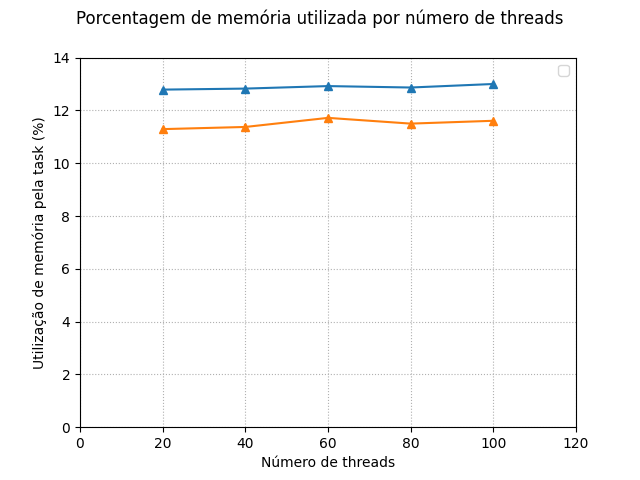 Porcentagem de memória utilizada por número de threads
Utilização de memória pela task (%)
14
12
10
8
6
4
2
0
0 20 40 60 80 100 120
Número de threads